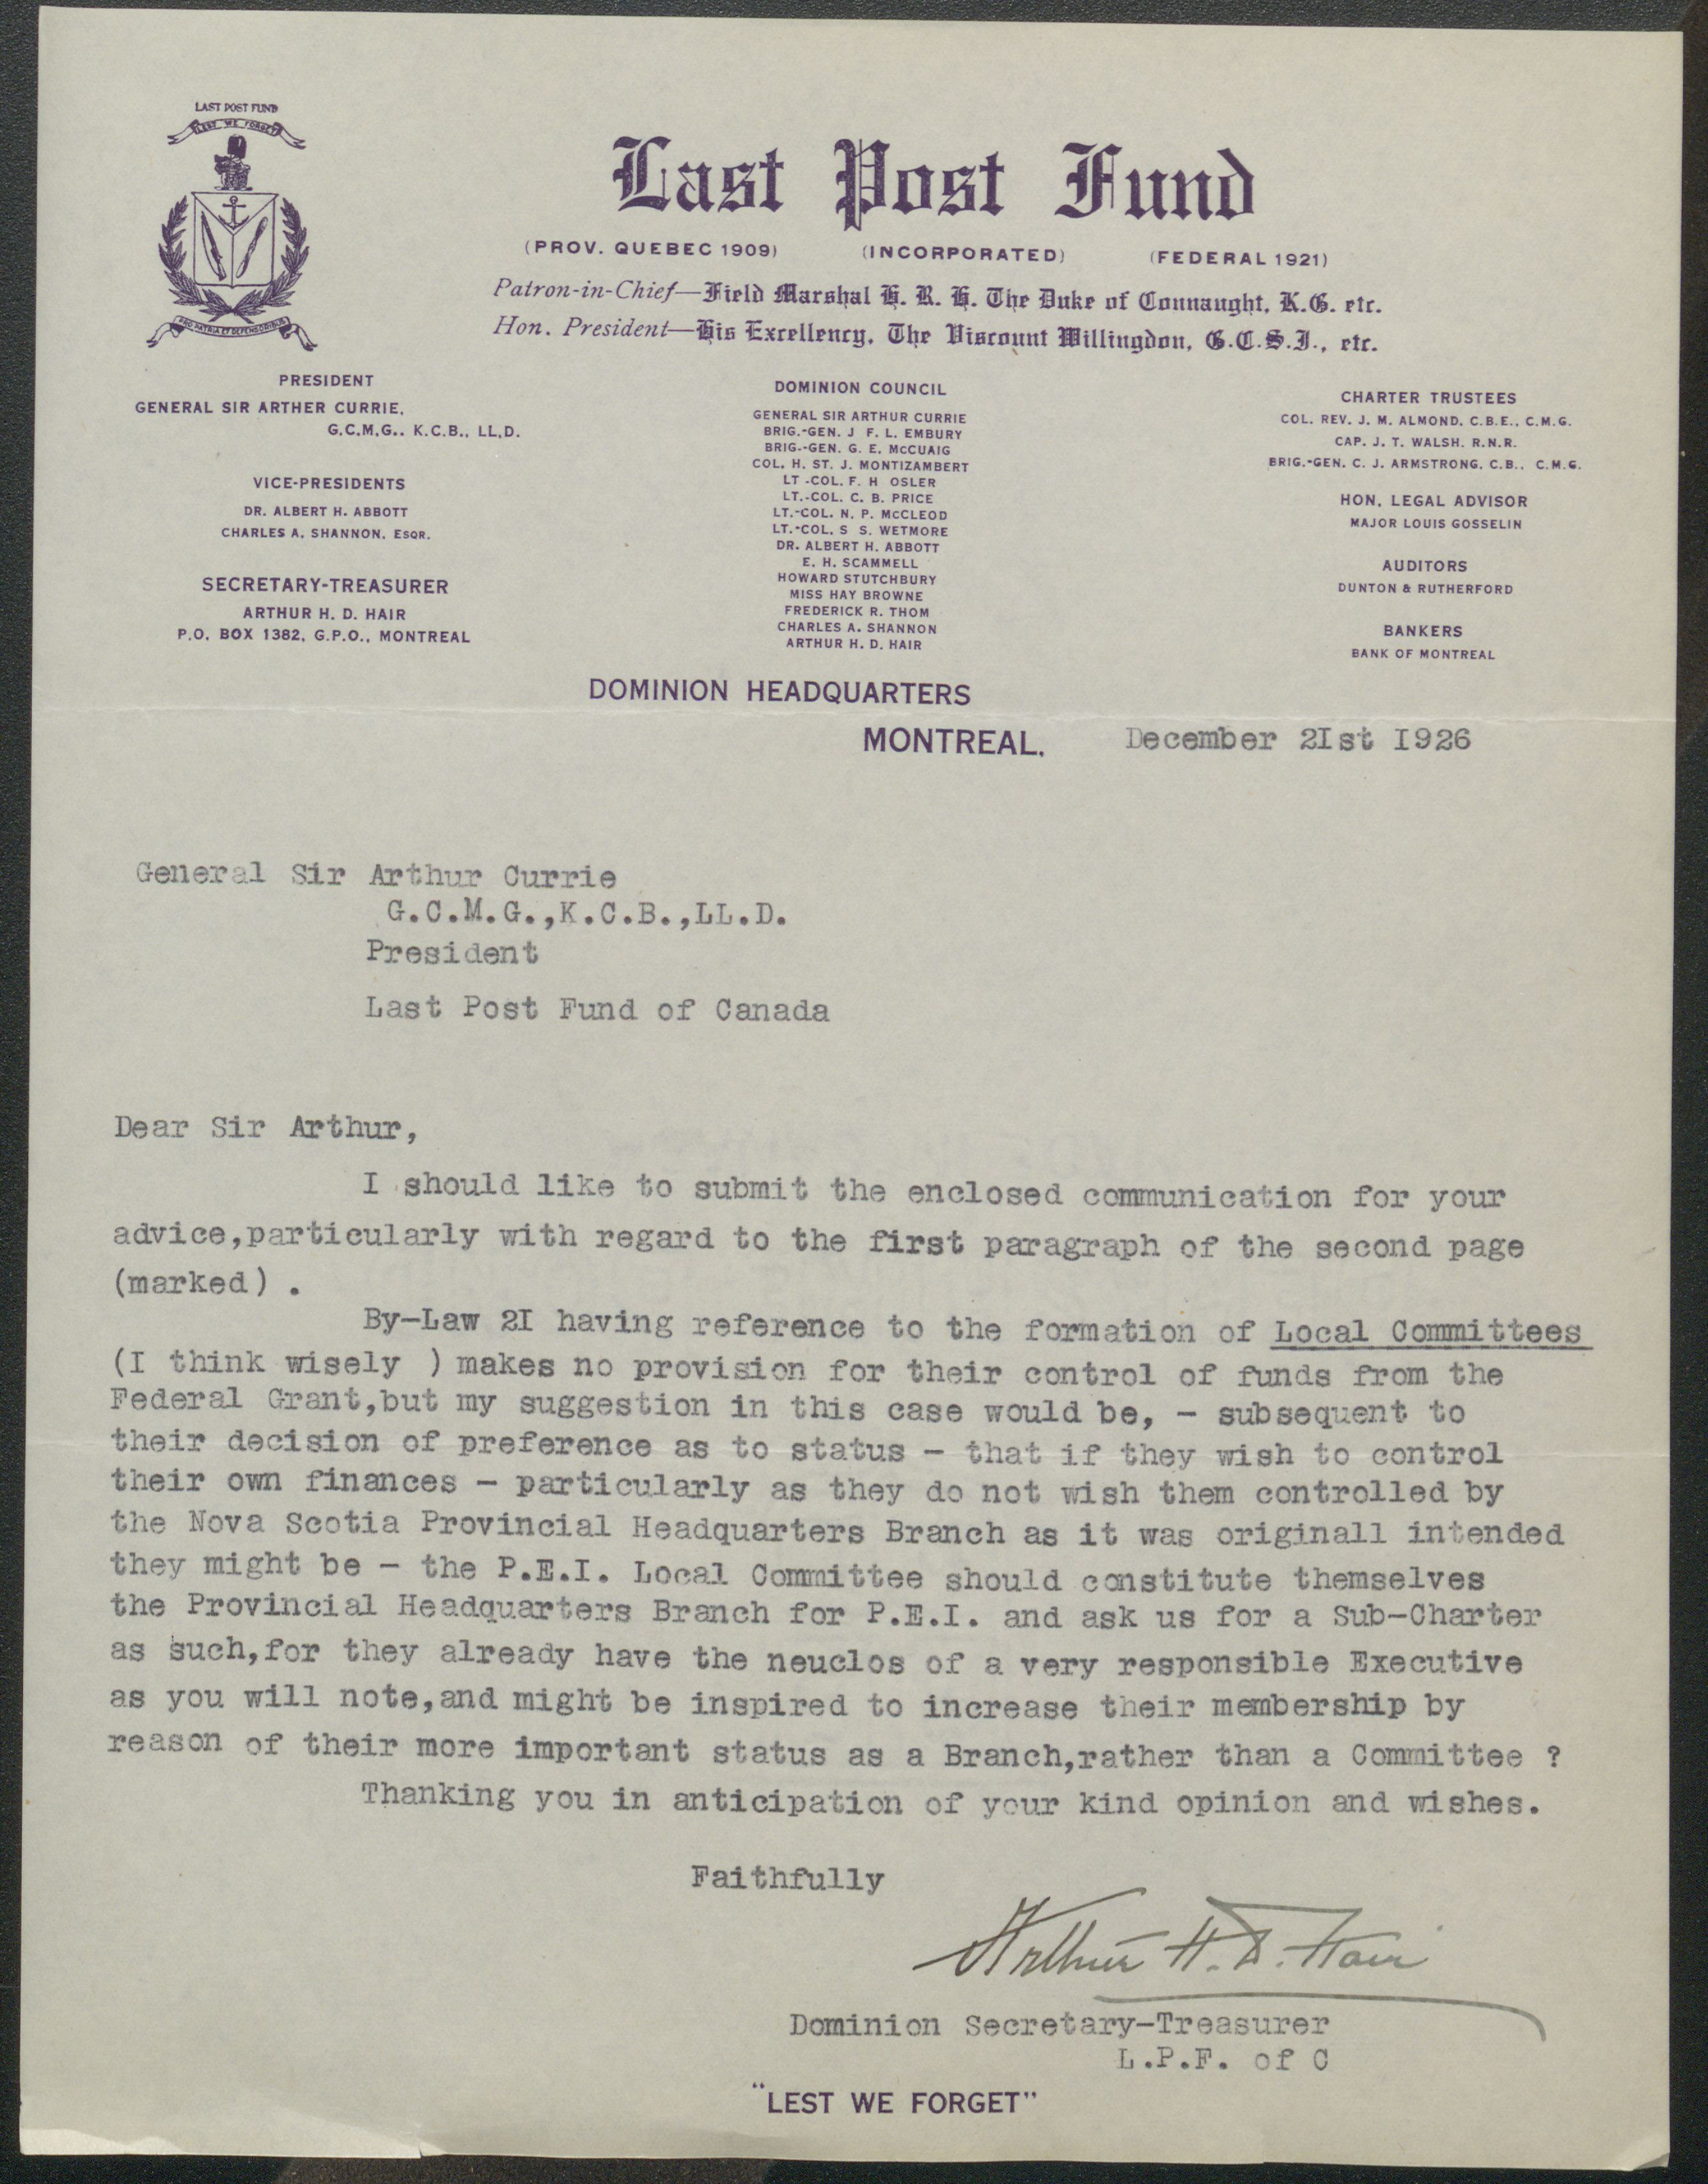 LAST POST FUND
LEST WE FORGET
PRO PATRIA ET DEFENSORIBUS
Last Post Fund
(PROV. QUEBEC 1909) (INCORPORATED) (FEDERAL 1921)
Patron-in-Chief—Field Marshal H. R. H. The Duke of Connaught, K.G. etc.
Hon. President—His Excellency, The Viscount Willingdon, G.C.S.I., etc.
PRESIDENT
GENERAL SIR ARTHER CURRIE,
G.C.M.G., K.C.B., LL,D.
VICE-PRESIDENTS
DR. ALBERT H. ABBOTT
CHARLES A. SHANNON, ESQR.
SECRETARY-TREASURER
ARTHUR H. D. HAIR
P.O. BOX 1382, G.P.O., MONTREAL
DOMINION COUNCIL
GENERAL SIR ARTHUR CURRIE
BRIG.-GEN. J F. L. EMBURY
BRIG.-GEN. G. E. McCUAIG
COL. H. ST. J. MONTIZAMBERT
LT -COL. F. H OSLER
LT.-COL. C. B. PRICE
LT.-COL. N. P. McCLEOD
LT.-COL. S S. WETMORE
DR. ALBERT H. ABBOTT
E. H. SCAMMELL
HOWARD STUTCHBURY
MISS HAY BROWNE
FREDERICK R. THOM
CHARLES A. SHANNON
ARTHUR H. D. HAIR
CHARTER TRUSTEES
COL. REV. J. M. ALMOND, C.B.E., C.M.G.
CAP. J. T. WALSH, R.N.R.
BRIG.-GEN. C. J. ARMSTRONG, C.B., C.M.G.
HON. LEGAL ADVISOR
MAJOR LOUIS GOSSELIN
AUDITORS
DUNTON & RUTHERFORD
BANKERS
BANK OF MONTREAL
DOMINION HEADQUARTERS
MONTREAL, December 2Ist I926
General Sir Arthur Currie
G.C.M.G.,K.C.B.,LL.D.
President
Last Post Fund of Canada
Dear Sir Arthur,
I should like to submit the enclosed communication for your
advice,particularly with regard to the first paragraph of the second page
(marked) .
By-Law 2I having reference to the formation of Local Committees
(I think wisely ) makes no provision for their control of funds from the
Federal Grant,but my suggestion in this case would be, - subsequent to
their decision of preference as to status - that if they wish to control
their own finances - particularly as they do not wish them controlled by
the Nova Scotia Provincial Headquarters Branch as it was originall intended
they might be - the P.E.I. Local Committee should constitute themselves
the Provincial Headquarters Branch for P.E.I. and ask us for a Sub-Charter
as such,for they already have the neuclos of a very responsible Executive
as you will note,and might be inspired to increase their membership by
reason of their more important status as a Branch,rather than a Committee ?
Thanking you in anticipation of your kind opinion and wishes.
Faithfully
Arthur H. D. Hair
Dominion Secretary-Treasurer
L.P.F. of C
"LEST WE FORGET"